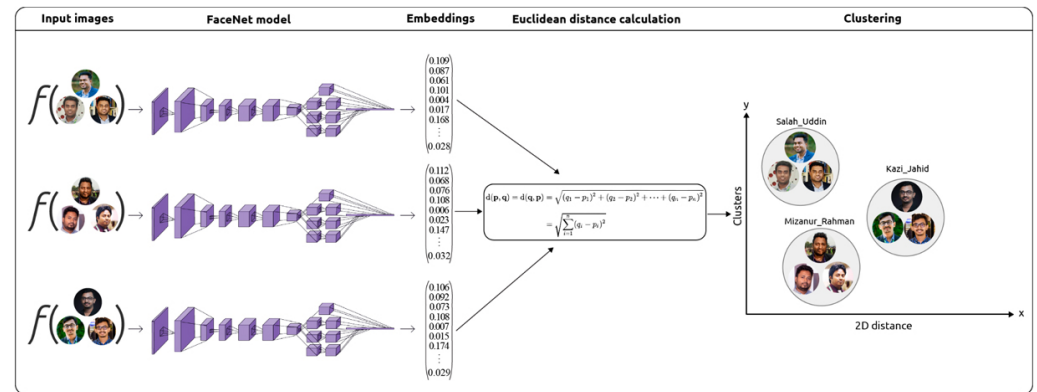 Input images
FaceNet model
Embeddings
Euclidean distance calculation
Clustering
f( )
0.109
0.087
0.061
0.101
0.004
0.017
0.168
⋮
0.028
f( )
0.112
0.068
0.076
0.108
0.006
0.023
0.147
⋮
0.032
f( )
0.106
0.092
0.073
0.108
0.007
0.015
0.174
⋮
0.029
d(p, q) = d(q, p) = √(q₁ − p₁)² + (q₂ − p₂)² + ··· + (qₙ − pₙ)²
= √∑ⁿᵢ₌₁(qᵢ − pᵢ)²
y
Clusters
Salah_Uddin
Kazi_Jahid
Mizanur_Rahman
x
2D distance